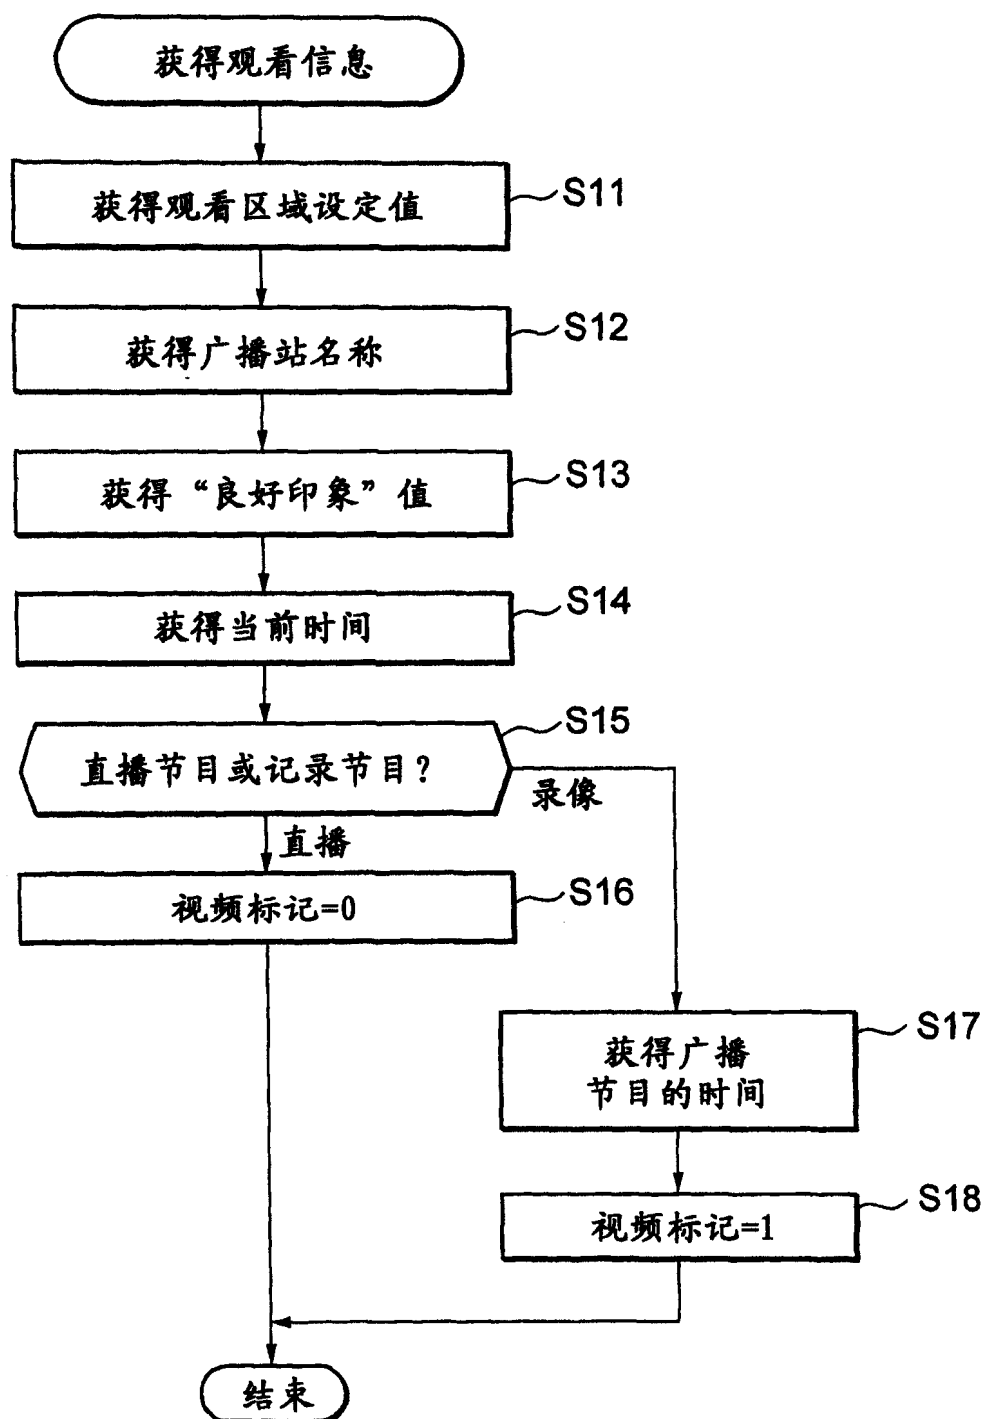 获得观看信息
获得观看区域设定值
S11
获得广播站名称
S12
获得“良好印象”值
S13
获得当前时间
S14
直播节目或记录节目?
S15
录像
直播
视频标记=0
S16
获得广播
节目的时间
S17
视频标记=1
S18
结束